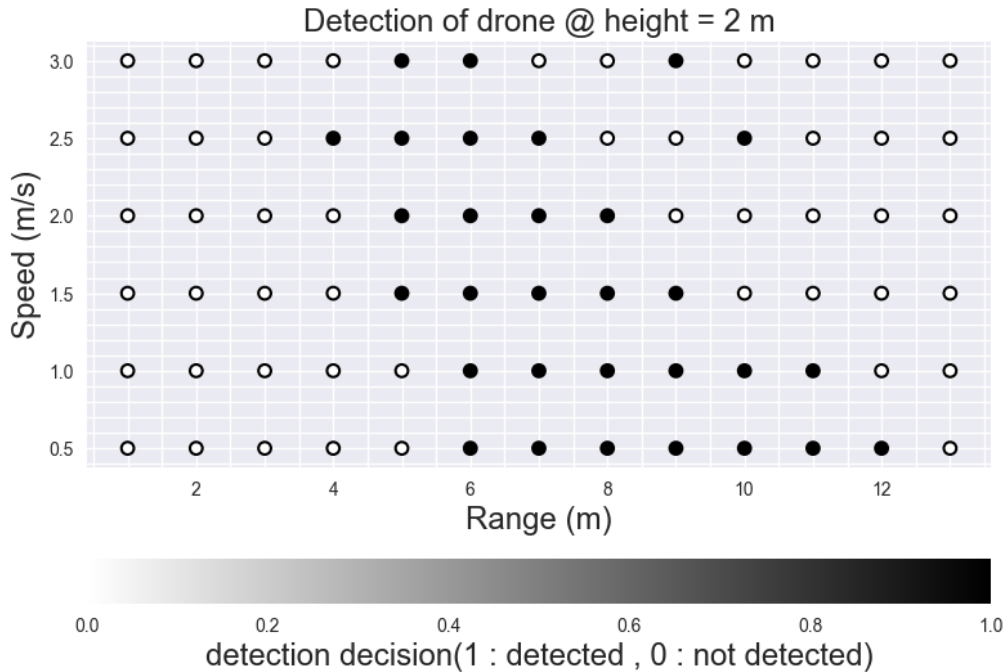 Detection of drone @ height = 2 m
3.0
2.5
2.0
1.5
1.0
0.5
Speed (m/s)
2 4 6 8 10 12
Range (m)
0.0 0.2 0.4 0.6 0.8 1.0
detection decision(1 : detected , 0 : not detected)